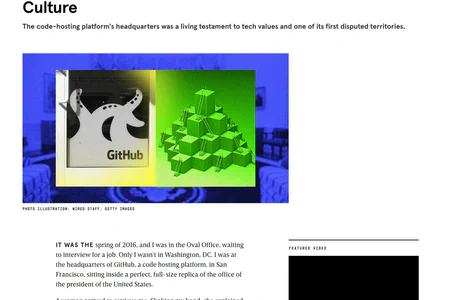 Culture
The code-hosting platform's headquarters was a living testament to tech values and one of its first disputed territories.
GitHub
PHOTO ILLUSTRATION: WIRED STAFF; GETTY IMAGES
IT WAS THE spring of 2016, and I was in the Oval Office, waiting
to interview for a job. Only I wasn't in Washington, DC. I was at
the headquarters of GitHub, a code hosting platform, in San
Francisco, sitting inside a perfect, full-size replica of the office of
the president of the United States.
FEATURED VIDEO